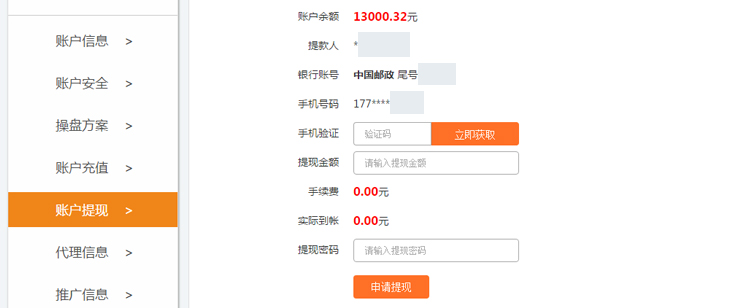 账户信息 >
账户安全 >
操盘方案 >
账户充值 >
账户提现 >
代理信息 >
推广信息 >
账户余额 13000.32元
提款人 *
银行账号 中国邮政 尾号
手机号码 177****
手机验证 验证码 立即获取
提现金额 请输入提现金额
手续费 0.00元
实际到帐 0.00元
提现密码 请输入提现密码
申请提现